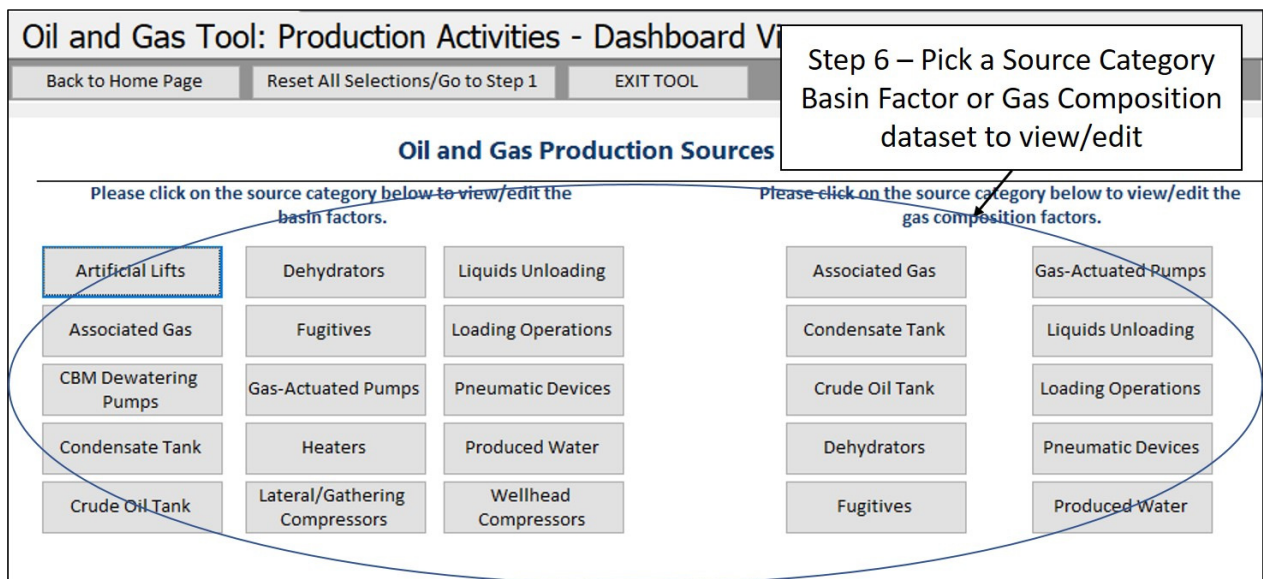 Oil and Gas Tool: Production Activities - Dashboard Vi
Step 6 – Pick a Source Category
Basin Factor or Gas Composition
dataset to view/edit
Back to Home Page
Reset All Selections/Go to Step 1
EXIT TOOL
Oil and Gas Production Sources
Please click on the source category below to view/edit the
basin factors.
Artificial Lifts
Dehydrators
Liquids Unloading
Associated Gas
Fugitives
Loading Operations
CBM Dewatering
Pumps
Gas-Actuated Pumps
Pneumatic Devices
Condensate Tank
Heaters
Produced Water
Crude Oil Tank
Lateral/Gathering
Compressors
Wellhead
Compressors
Please click on the source category below to view/edit the
gas composition factors.
Associated Gas
Gas-Actuated Pumps
Condensate Tank
Liquids Unloading
Crude Oil Tank
Loading Operations
Dehydrators
Pneumatic Devices
Fugitives
Produced Water